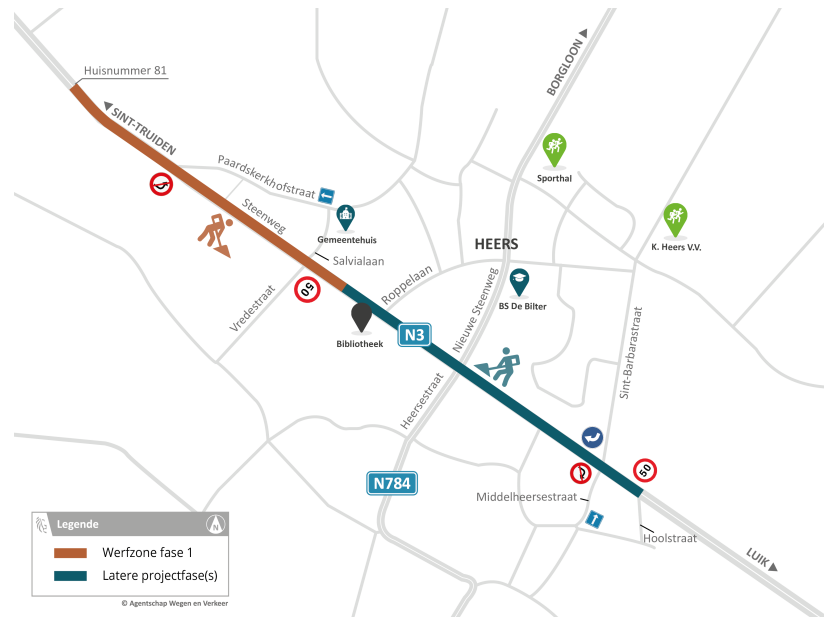 Huisnummer 81
SINT-TRUIDEN
BORGLOON
Paardskerkhofstraat
Sporthal
Steenweg
Gemeentehuis
K. Heers V.V.
HEERS
Salvialaan
Roppelaan
50
Vredestraat
BS De Bilter
Nieuwe Steenweg
Bibliotheek
N3
Sint-Barbarastraat
Heersestraat
50
N784
Middelheersestraat
Hoolstraat
LUIK
Legende
N
Werfzone fase 1
Latere projectfase(s)
© Agentschap Wegen en Verkeer